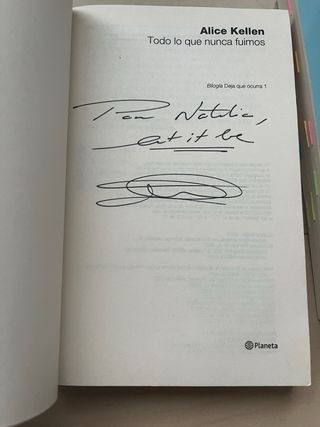 Alice Kellen
Todo lo que nunca fuimos
Bilogía Deja que ocurra 1
Para Natalia,
Let it be
Planeta